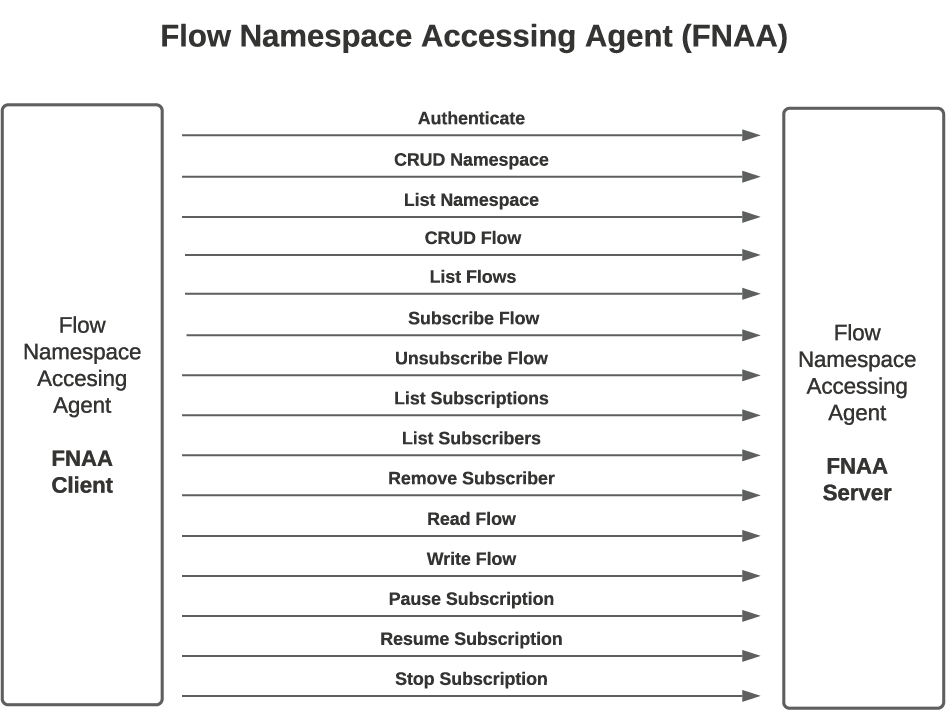 Flow Namespace Accessing Agent (FNAA)
Authenticate
CRUD Namespace
List Namespace
CRUD Flow
List Flows
Subscribe Flow
Unsubscribe Flow
List Subscriptions
List Subscribers
Remove Subscriber
Read Flow
Write Flow
Pause Subscription
Resume Subscription
Stop Subscription
Flow
Namespace
Accesing
Agent
FNAA
Client
Flow
Namespace
Accessing
Agent
FNAA
Server